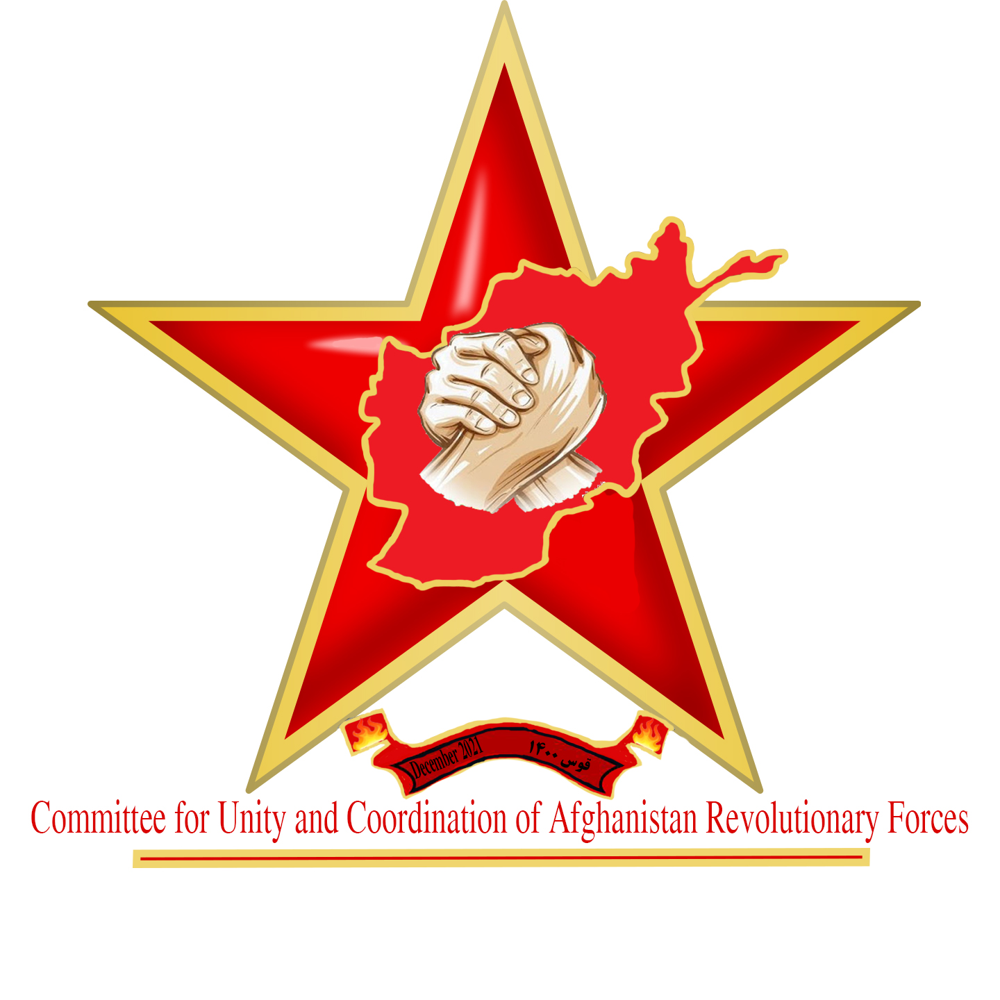 December 2021
قوس ۱۴۰۰
Committee for Unity and Coordination of Afghanistan Revolutionary Forces